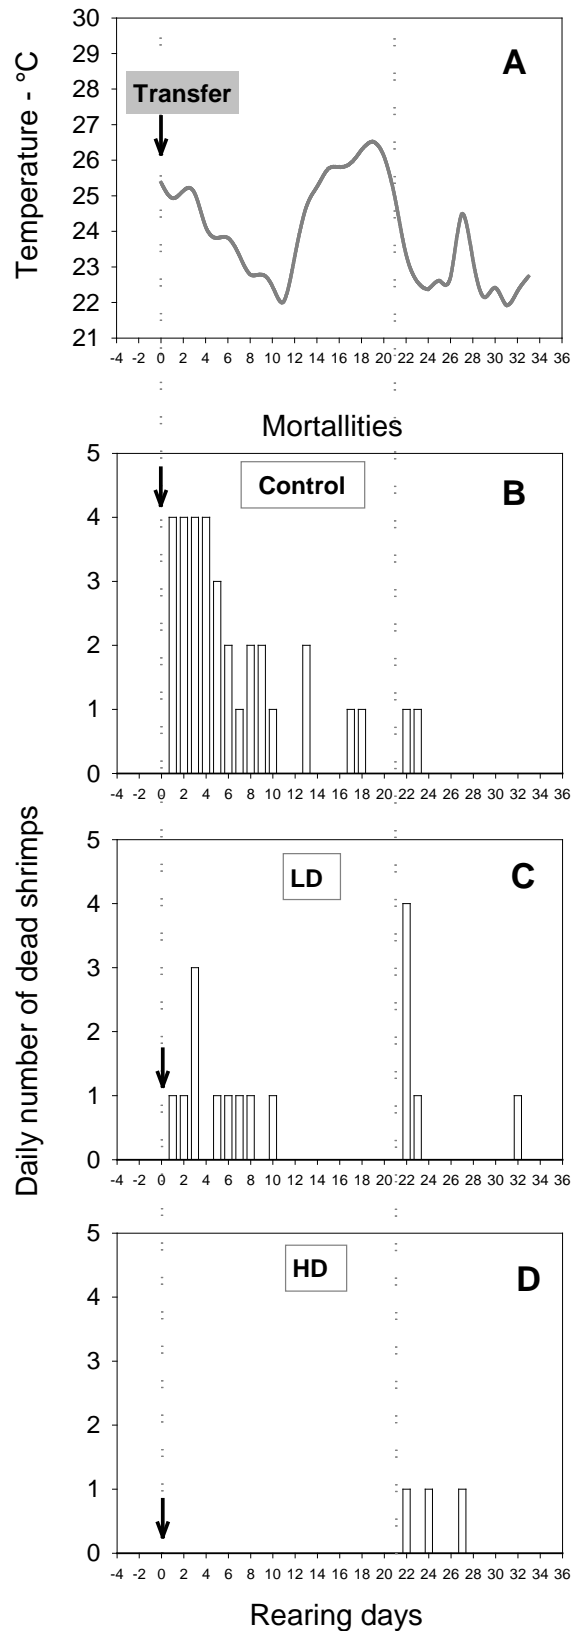 Temperature - °C
30
29
28
27
26
25
24
23
22
21
A
Transfer
-4 -2 0 2 4 6 8 10 12 14 16 18 20 22 24 26 28 30 32 34 36
Mortallities
Daily number of dead shrimps
5
4
3
2
1
0
Control
B
-4 -2 0 2 4 6 8 10 12 14 16 18 20 22 24 26 28 30 32 34 36
5
4
3
2
1
0
LD
C
-4 -2 0 2 4 6 8 10 12 14 16 18 20 22 24 26 28 30 32 34 36
5
4
3
2
1
0
HD
D
-4 -2 0 2 4 6 8 10 12 14 16 18 20 22 24 26 28 30 32 34 36
Rearing days